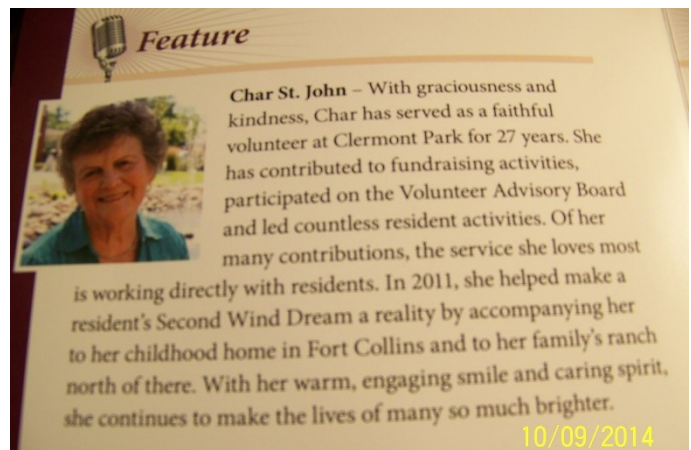 Feature
Char St. John – With graciousness and
kindness, Char has served as a faithful
volunteer at Clermont Park for 27 years. She
has contributed to fundraising activities,
participated on the Volunteer Advisory Board
and led countless resident activities. Of her
many contributions, the service she loves most
is working directly with residents. In 2011, she helped make a
resident's Second Wind Dream a reality by accompanying her
to her childhood home in Fort Collins and to her family's ranch
north of there. With her warm, engaging smile and caring spirit,
she continues to make the lives of many so much brighter.
10/09/2014